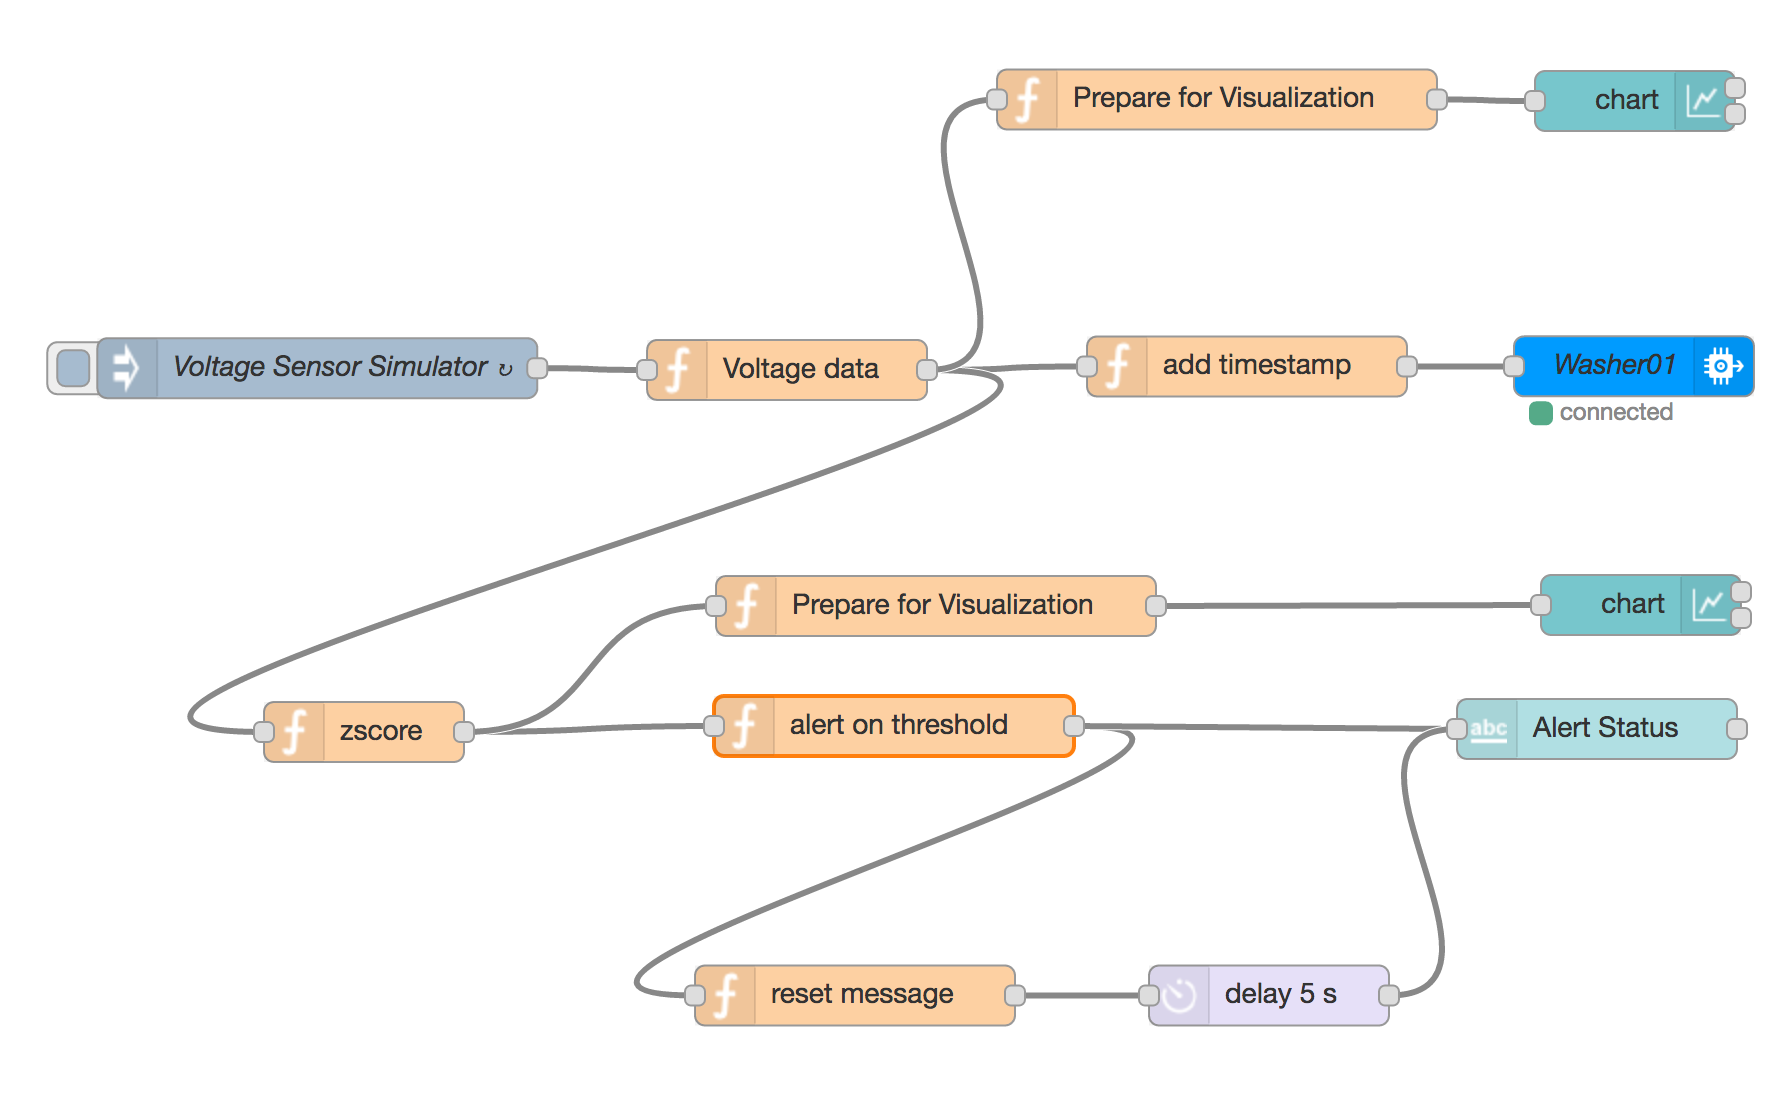 Prepare for Visualization
chart
Voltage Sensor Simulator ↻
Voltage data
add timestamp
Washer01
connected
Prepare for Visualization
chart
zscore
alert on threshold
abc
Alert Status
reset message
delay 5 s